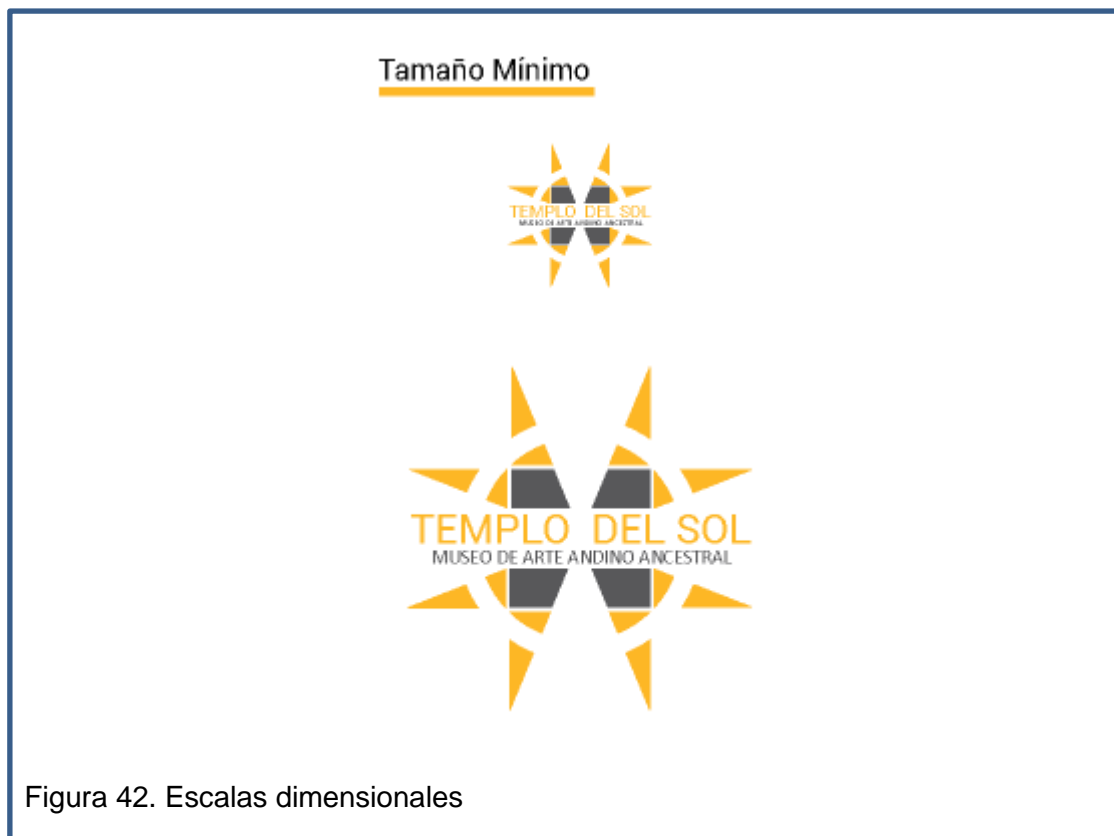 Tamaño Mínimo
TEMPLO DEL SOL
MUSEO DE ARTE ANDINO ANCESTRAL
TEMPLO DEL SOL
MUSEO DE ARTE ANDINO ANCESTRAL
Figura 42. Escalas dimensionales